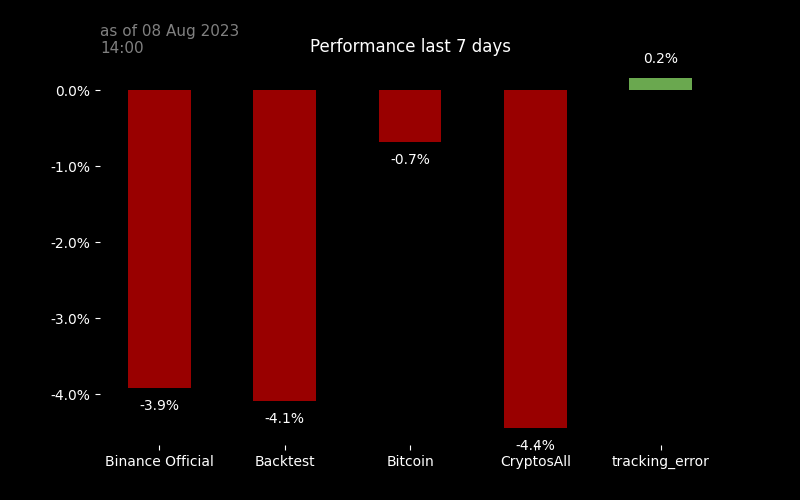 as of 08 Aug 2023
14:00
Performance last 7 days
0.2%
0.0%
-0.7%
-1.0%
-2.0%
-3.0%
-4.0%
-3.9%
-4.1%
-4.4%
Binance Official
Backtest
Bitcoin
CryptosAll
tracking_error